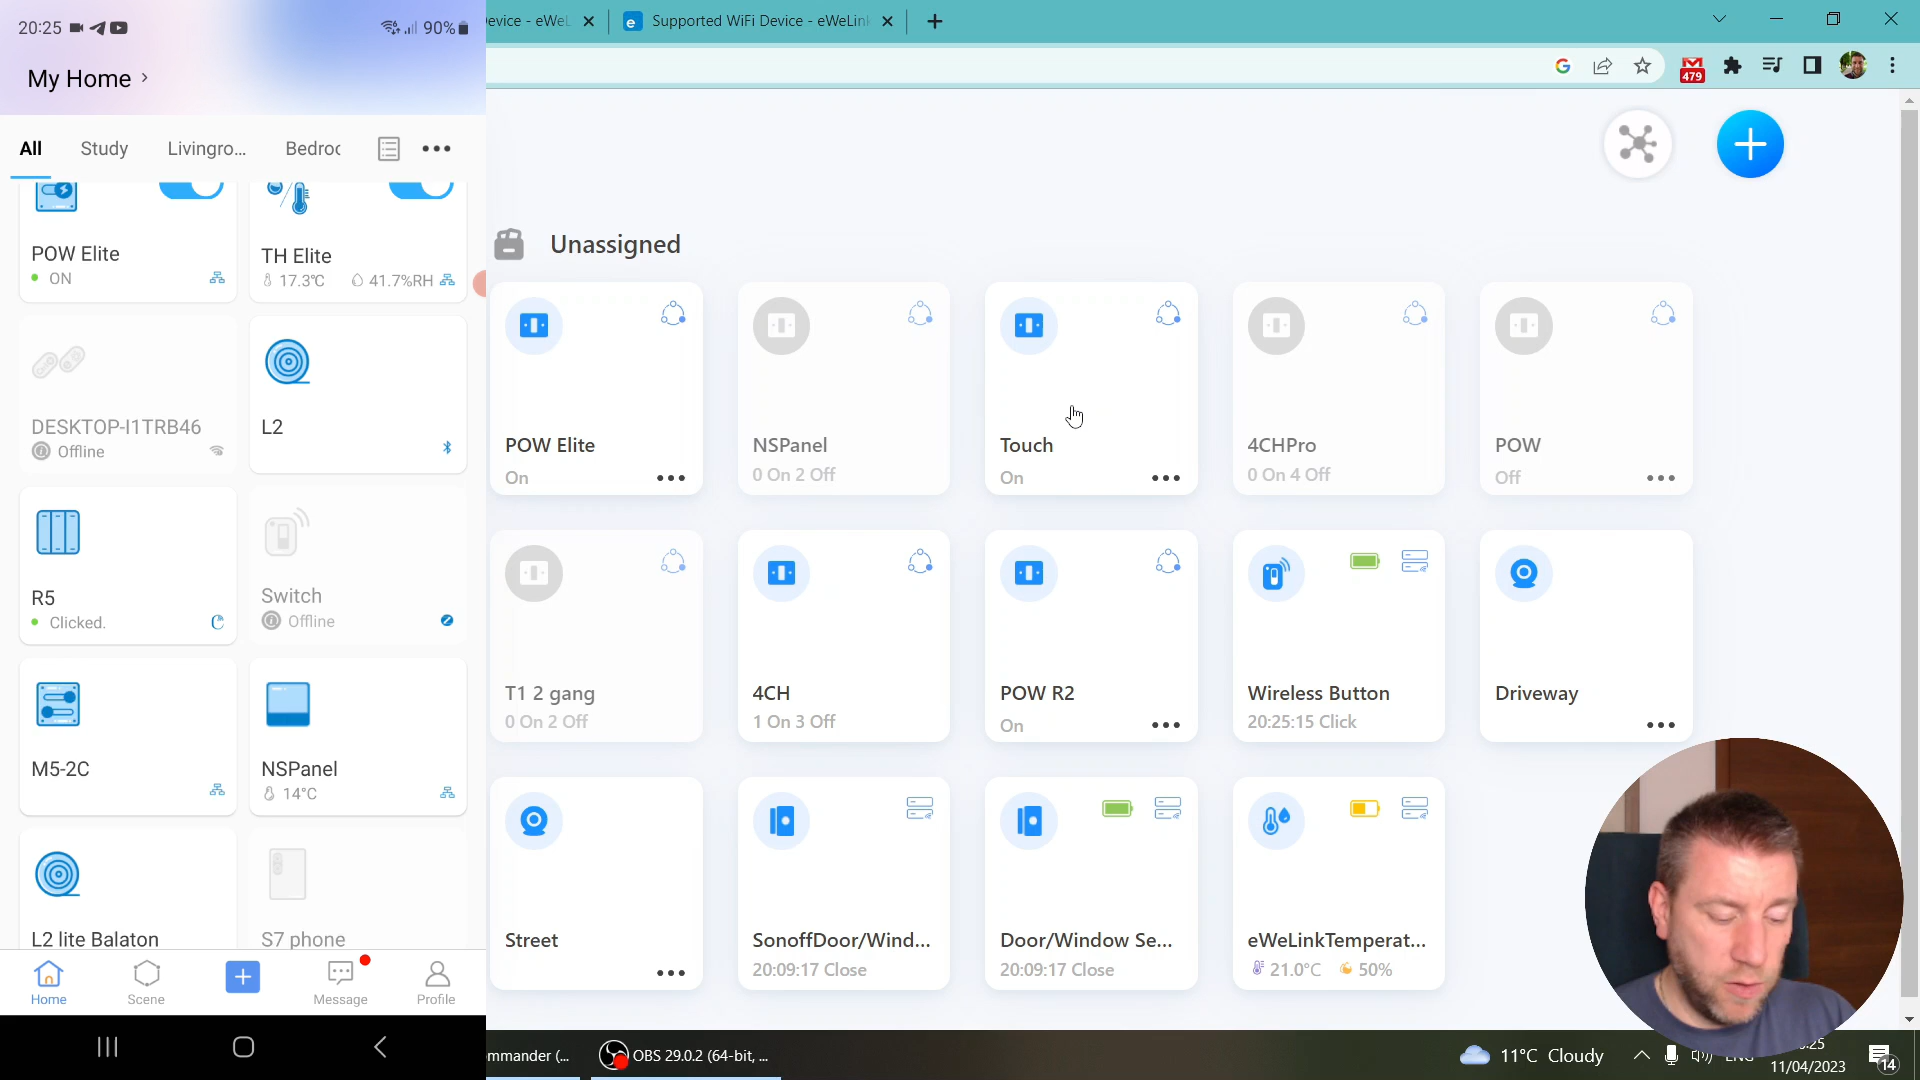 20:25
90%
My Home
evice - eWeL
Supported WiFi Device - eWeLink
479
All
Study
Livingro...
Bedroo
POW Elite
ON
TH Elite
17.3°C
41.7%RH
DESKTOP-I1TRB46
Offline
L2
R5
Clicked.
Switch
Offline
M5-2C
NSPanel
14°C
L2 lite Balaton
S7 phone
Home
Scene
Message
Profile
Unassigned
POW Elite
On
NSPanel
0 On 2 Off
Touch
On
4CHPro
0 On 4 Off
POW
Off
T1 2 gang
0 On 2 Off
4CH
1 On 3 Off
POW R2
On
Wireless Button
20:25:15 Click
Driveway
Street
SonoffDoor/Wind...
20:09:17 Close
Door/Window Se...
20:09:17 Close
eWeLinkTemperat...
21.0°C
50%
mmander (...
OBS 29.0.2 (64-bit, ...
11°C Cloudy
ENG
:25
11/04/2023
14